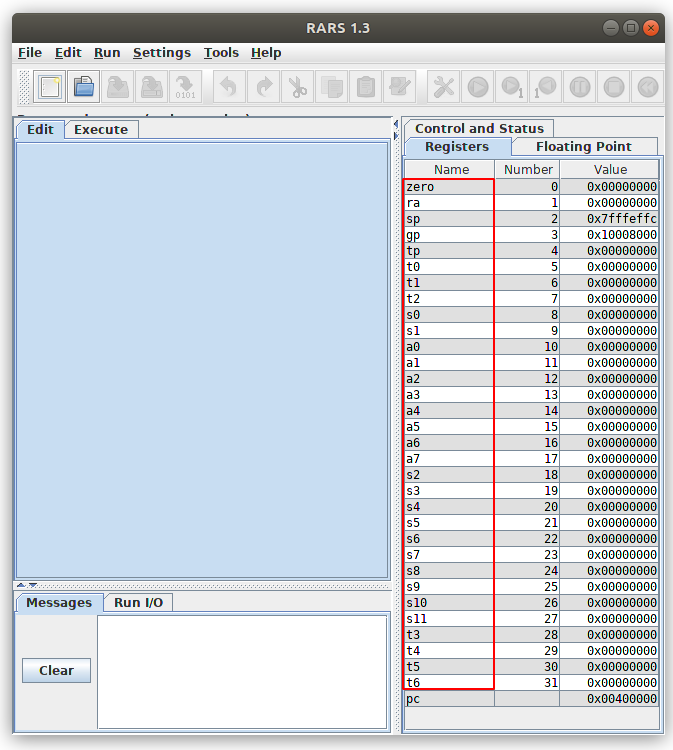 RARS 1.3
File Edit Run Settings Tools Help
1 1
0101
Edit Execute
Messages Run I/O
Clear
Control and Status
Registers Floating Point
Name Number Value
zero 0 0x00000000
ra 1 0x00000000
sp 2 0x7fffeffc
gp 3 0x10008000
tp 4 0x00000000
t0 5 0x00000000
t1 6 0x00000000
t2 7 0x00000000
s0 8 0x00000000
s1 9 0x00000000
a0 10 0x00000000
a1 11 0x00000000
a2 12 0x00000000
a3 13 0x00000000
a4 14 0x00000000
a5 15 0x00000000
a6 16 0x00000000
a7 17 0x00000000
s2 18 0x00000000
s3 19 0x00000000
s4 20 0x00000000
s5 21 0x00000000
s6 22 0x00000000
s7 23 0x00000000
s8 24 0x00000000
s9 25 0x00000000
s10 26 0x00000000
s11 27 0x00000000
t3 28 0x00000000
t4 29 0x00000000
t5 30 0x00000000
t6 31 0x00000000
pc 0x00400000